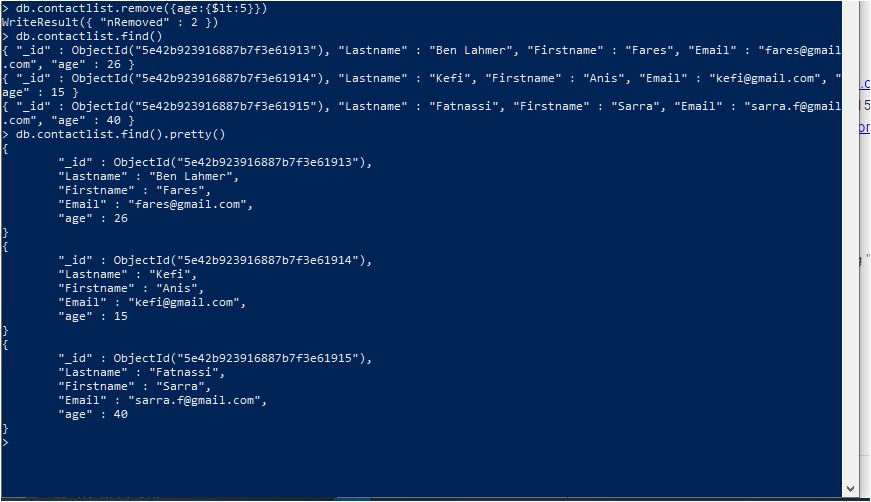 > db.contactlist.remove({age:{$lt:5}})
WriteResult({ "nRemoved" : 2 })
> db.contactlist.find()
{ "_id" : ObjectId("5e42b923916887b7f3e61913"), "Lastname" : "Ben Lahmer", "Firstname" : "Fares", "Email" : "fares@gmail
.com", "age" : 26 }
{ "_id" : ObjectId("5e42b923916887b7f3e61914"), "Lastname" : "Kefi", "Firstname" : "Anis", "Email" : "kefi@gmail.com", "
age" : 15 }
{ "_id" : ObjectId("5e42b923916887b7f3e61915"), "Lastname" : "Fatnassi", "Firstname" : "Sarra", "Email" : "sarra.f@gmail
.com", "age" : 40 }
> db.contactlist.find().pretty()
{
        "_id" : ObjectId("5e42b923916887b7f3e61913"),
        "Lastname" : "Ben Lahmer",
        "Firstname" : "Fares",
        "Email" : "fares@gmail.com",
        "age" : 26
}
{
        "_id" : ObjectId("5e42b923916887b7f3e61914"),
        "Lastname" : "Kefi",
        "Firstname" : "Anis",
        "Email" : "kefi@gmail.com",
        "age" : 15
}
{
        "_id" : ObjectId("5e42b923916887b7f3e61915"),
        "Lastname" : "Fatnassi",
        "Firstname" : "Sarra",
        "Email" : "sarra.f@gmail.com",
        "age" : 40
}
>